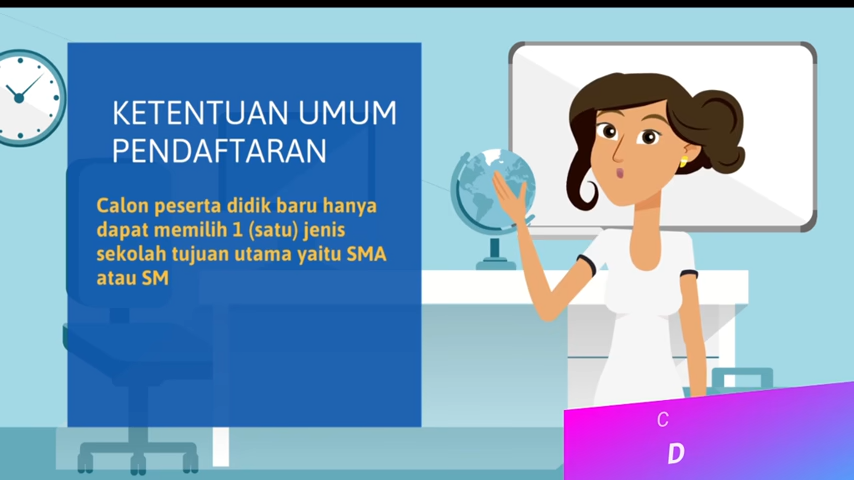 KETENTUAN UMUM
PENDAFTARAN
Calon peserta didik baru hanya
dapat memilih 1 (satu) jenis
sekolah tujuan utama yaitu SMA
atau SM
C
D